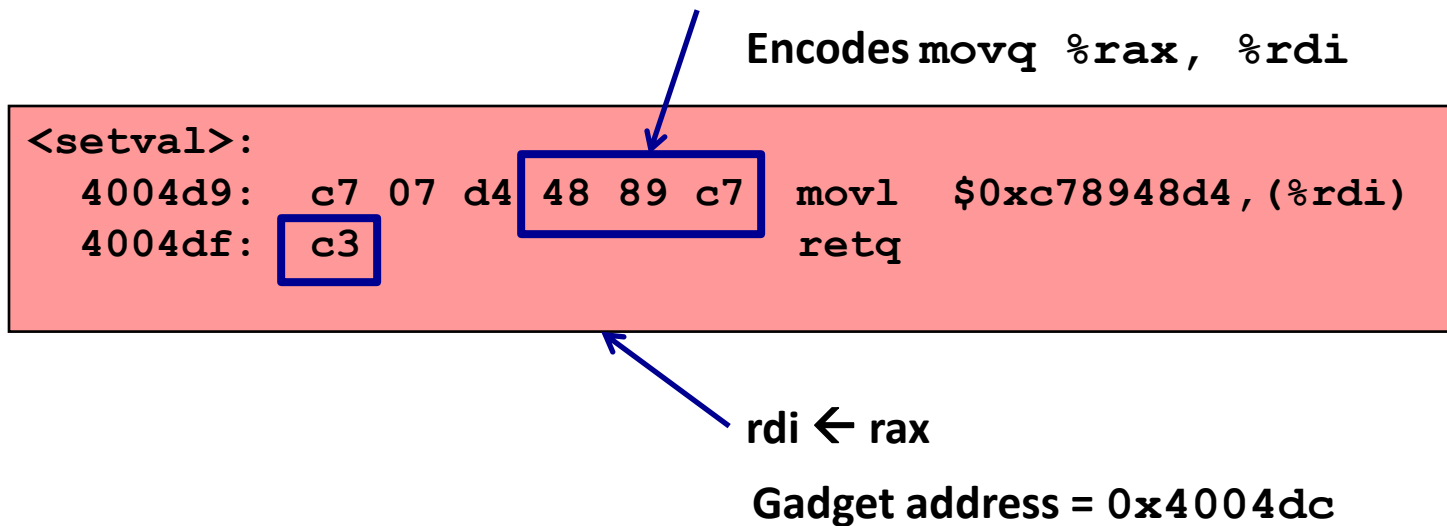 Encodes movq %rax, %rdi
<setval>:
4004d9: c7 07 d4 48 89 c7 movl $0xc78948d4,(%rdi)
4004df: c3 retq
rdi ← rax
Gadget address = 0x4004dc